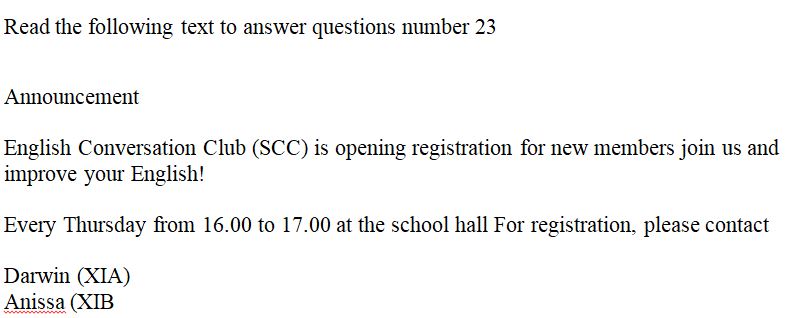 Read the following text to answer questions number 23
Announcement
English Conversation Club (SCC) is opening registration for new members join us and
improve your English!
Every Thursday from 16.00 to 17.00 at the school hall For registration, please contact
Darwin (XIA)
Anissa (XIB